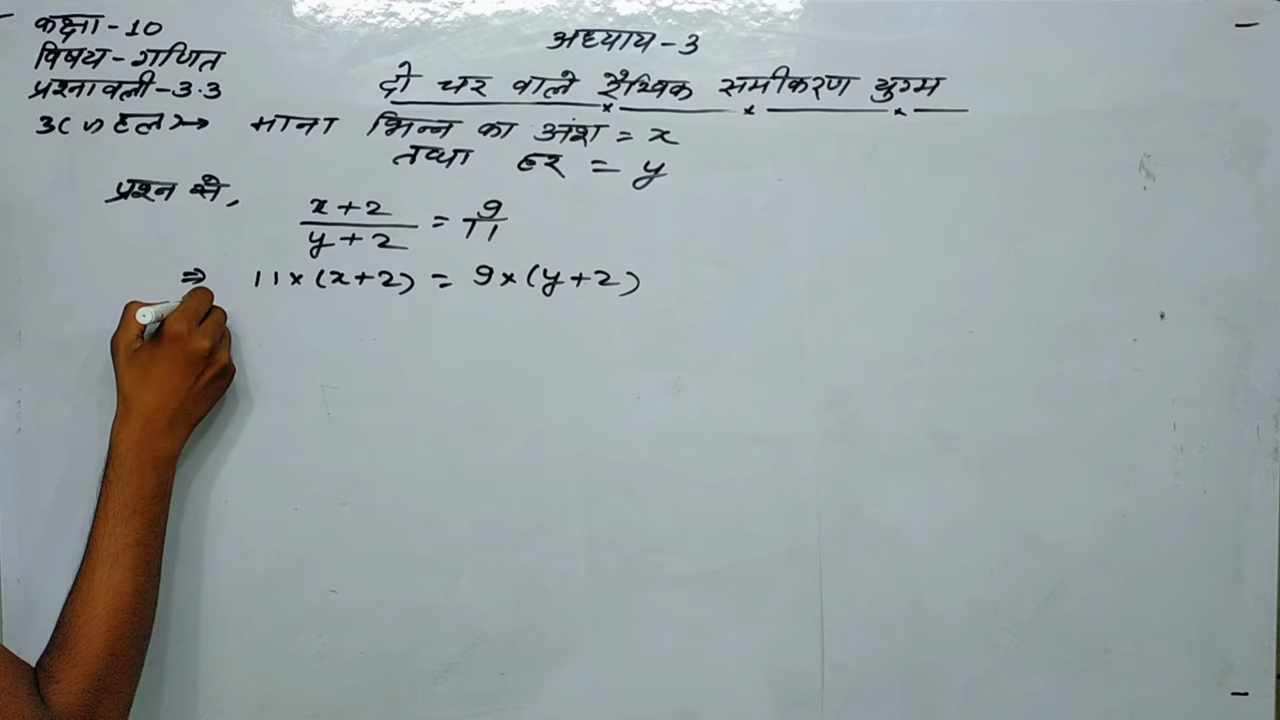 कक्षा-10
विषय-गणित
प्रश्नावली-3.3
अध्याय-3
दो चर वाले रैखिक समीकरण युग्म
3(v) हल→ माना भिन्न का अंश = x
तथा हर = y
प्रश्न से,
x+2/y+2 = 9/11
⇒ 11×(x+2) = 9×(y+2)